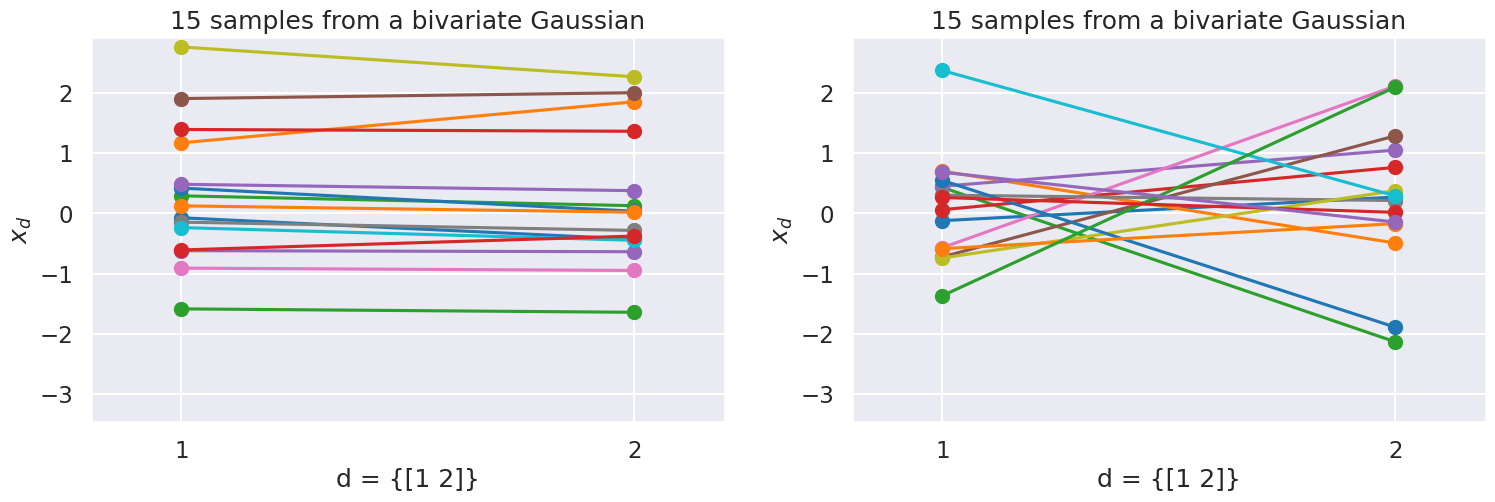 15 samples from a bivariate Gaussian
2
1
0
−1
−2
−3
x_d
1 2
d = {[1 2]}
15 samples from a bivariate Gaussian
2
1
0
−1
−2
−3
x_d
1 2
d = {[1 2]}